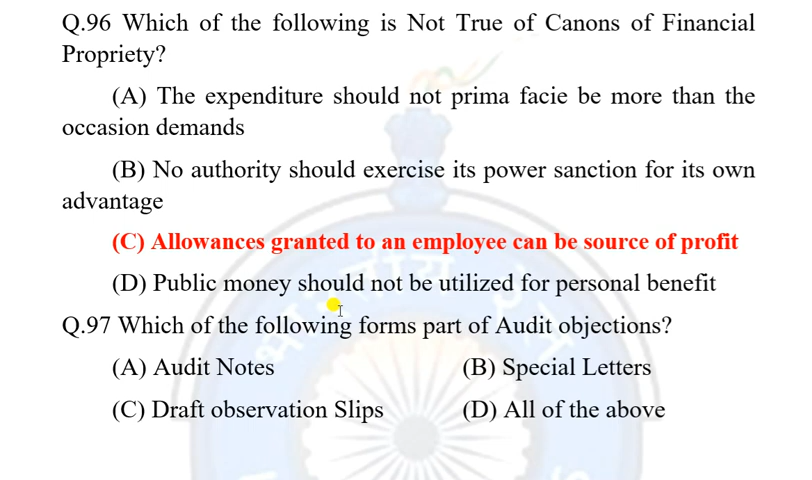 Q.96 Which of the following is Not True of Canons of Financial
Propriety?
(A) The expenditure should not prima facie be more than the
occasion demands
(B) No authority should exercise its power sanction for its own
advantage
(C) Allowances granted to an employee can be source of profit
(D) Public money should not be utilized for personal benefit
Q.97 Which of the following forms part of Audit objections?
(A) Audit Notes (B) Special Letters
(C) Draft observation Slips (D) All of the above